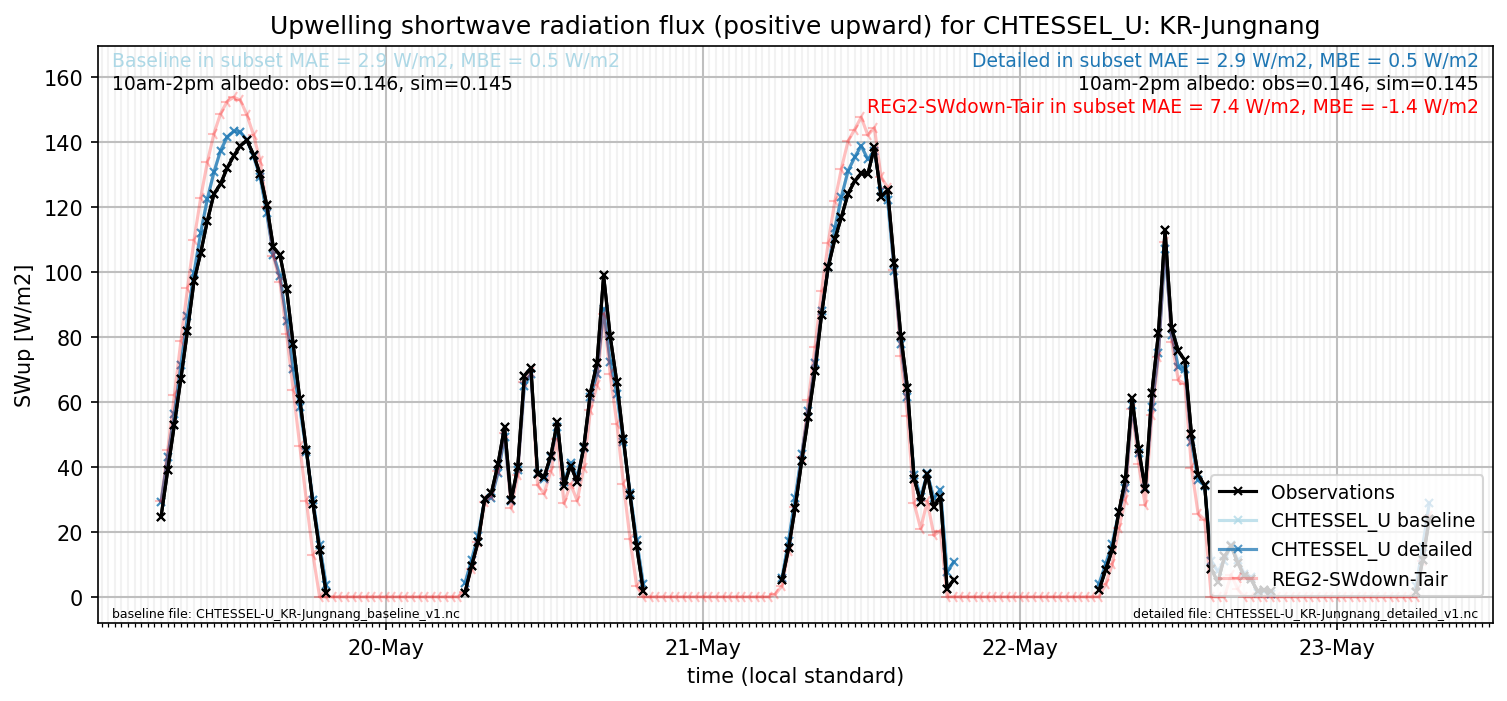 Upwelling shortwave radiation flux (positive upward) for CHTESSEL_U: KR-Jungnang
Baseline in subset MAE = 2.9 W/m2, MBE = 0.5 W/m2
10am-2pm albedo: obs=0.146, sim=0.145
Detailed in subset MAE = 2.9 W/m2, MBE = 0.5 W/m2
10am-2pm albedo: obs=0.146, sim=0.145
REG2-SWdown-Tair in subset MAE = 7.4 W/m2, MBE = -1.4 W/m2
SWup [W/m2]
160
140
120
100
80
60
40
20
0
Observations
CHTESSEL_U baseline
CHTESSEL_U detailed
REG2-SWdown-Tair
baseline file: CHTESSEL-U_KR-Jungnang_baseline_v1.nc
detailed file: CHTESSEL-U_KR-Jungnang_detailed_v1.nc
20-May
21-May
22-May
23-May
time (local standard)